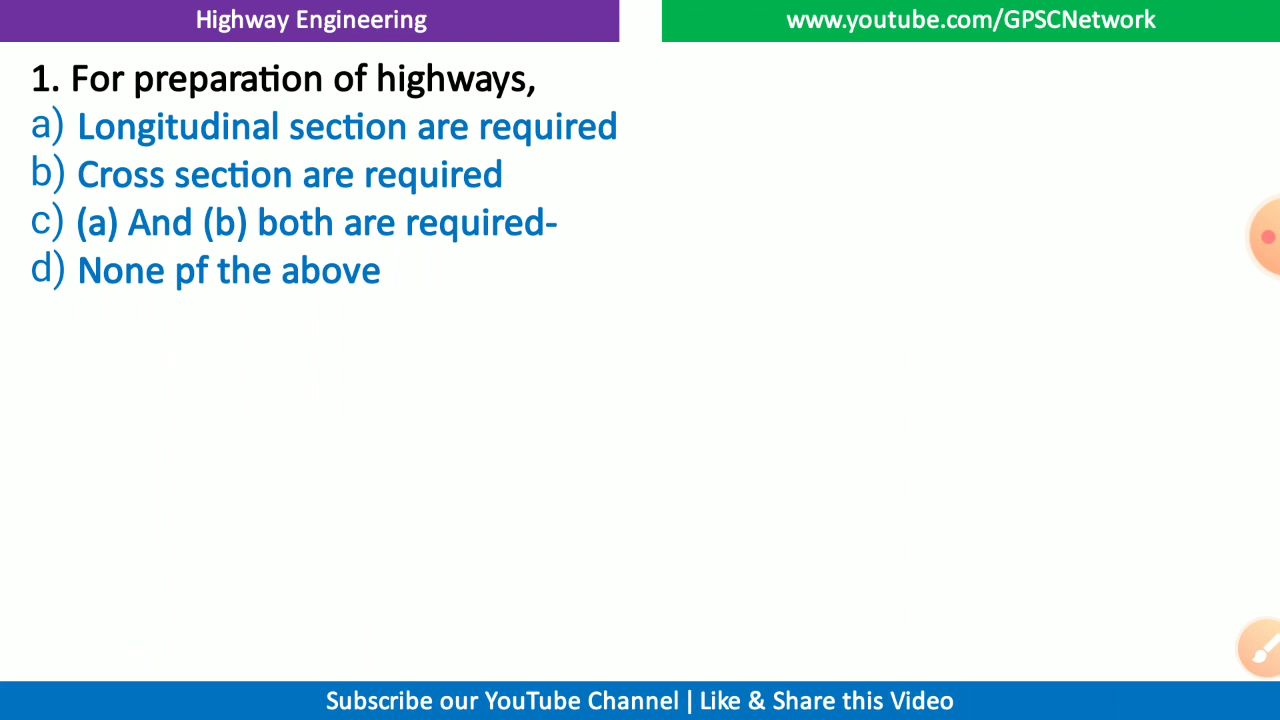 Highway Engineering
www.youtube.com/GPSCNetwork
1. For preparation of highways,
a) Longitudinal section are required
b) Cross section are required
c) (a) And (b) both are required-
d) None pf the above
Subscribe our YouTube Channel | Like & Share this Video